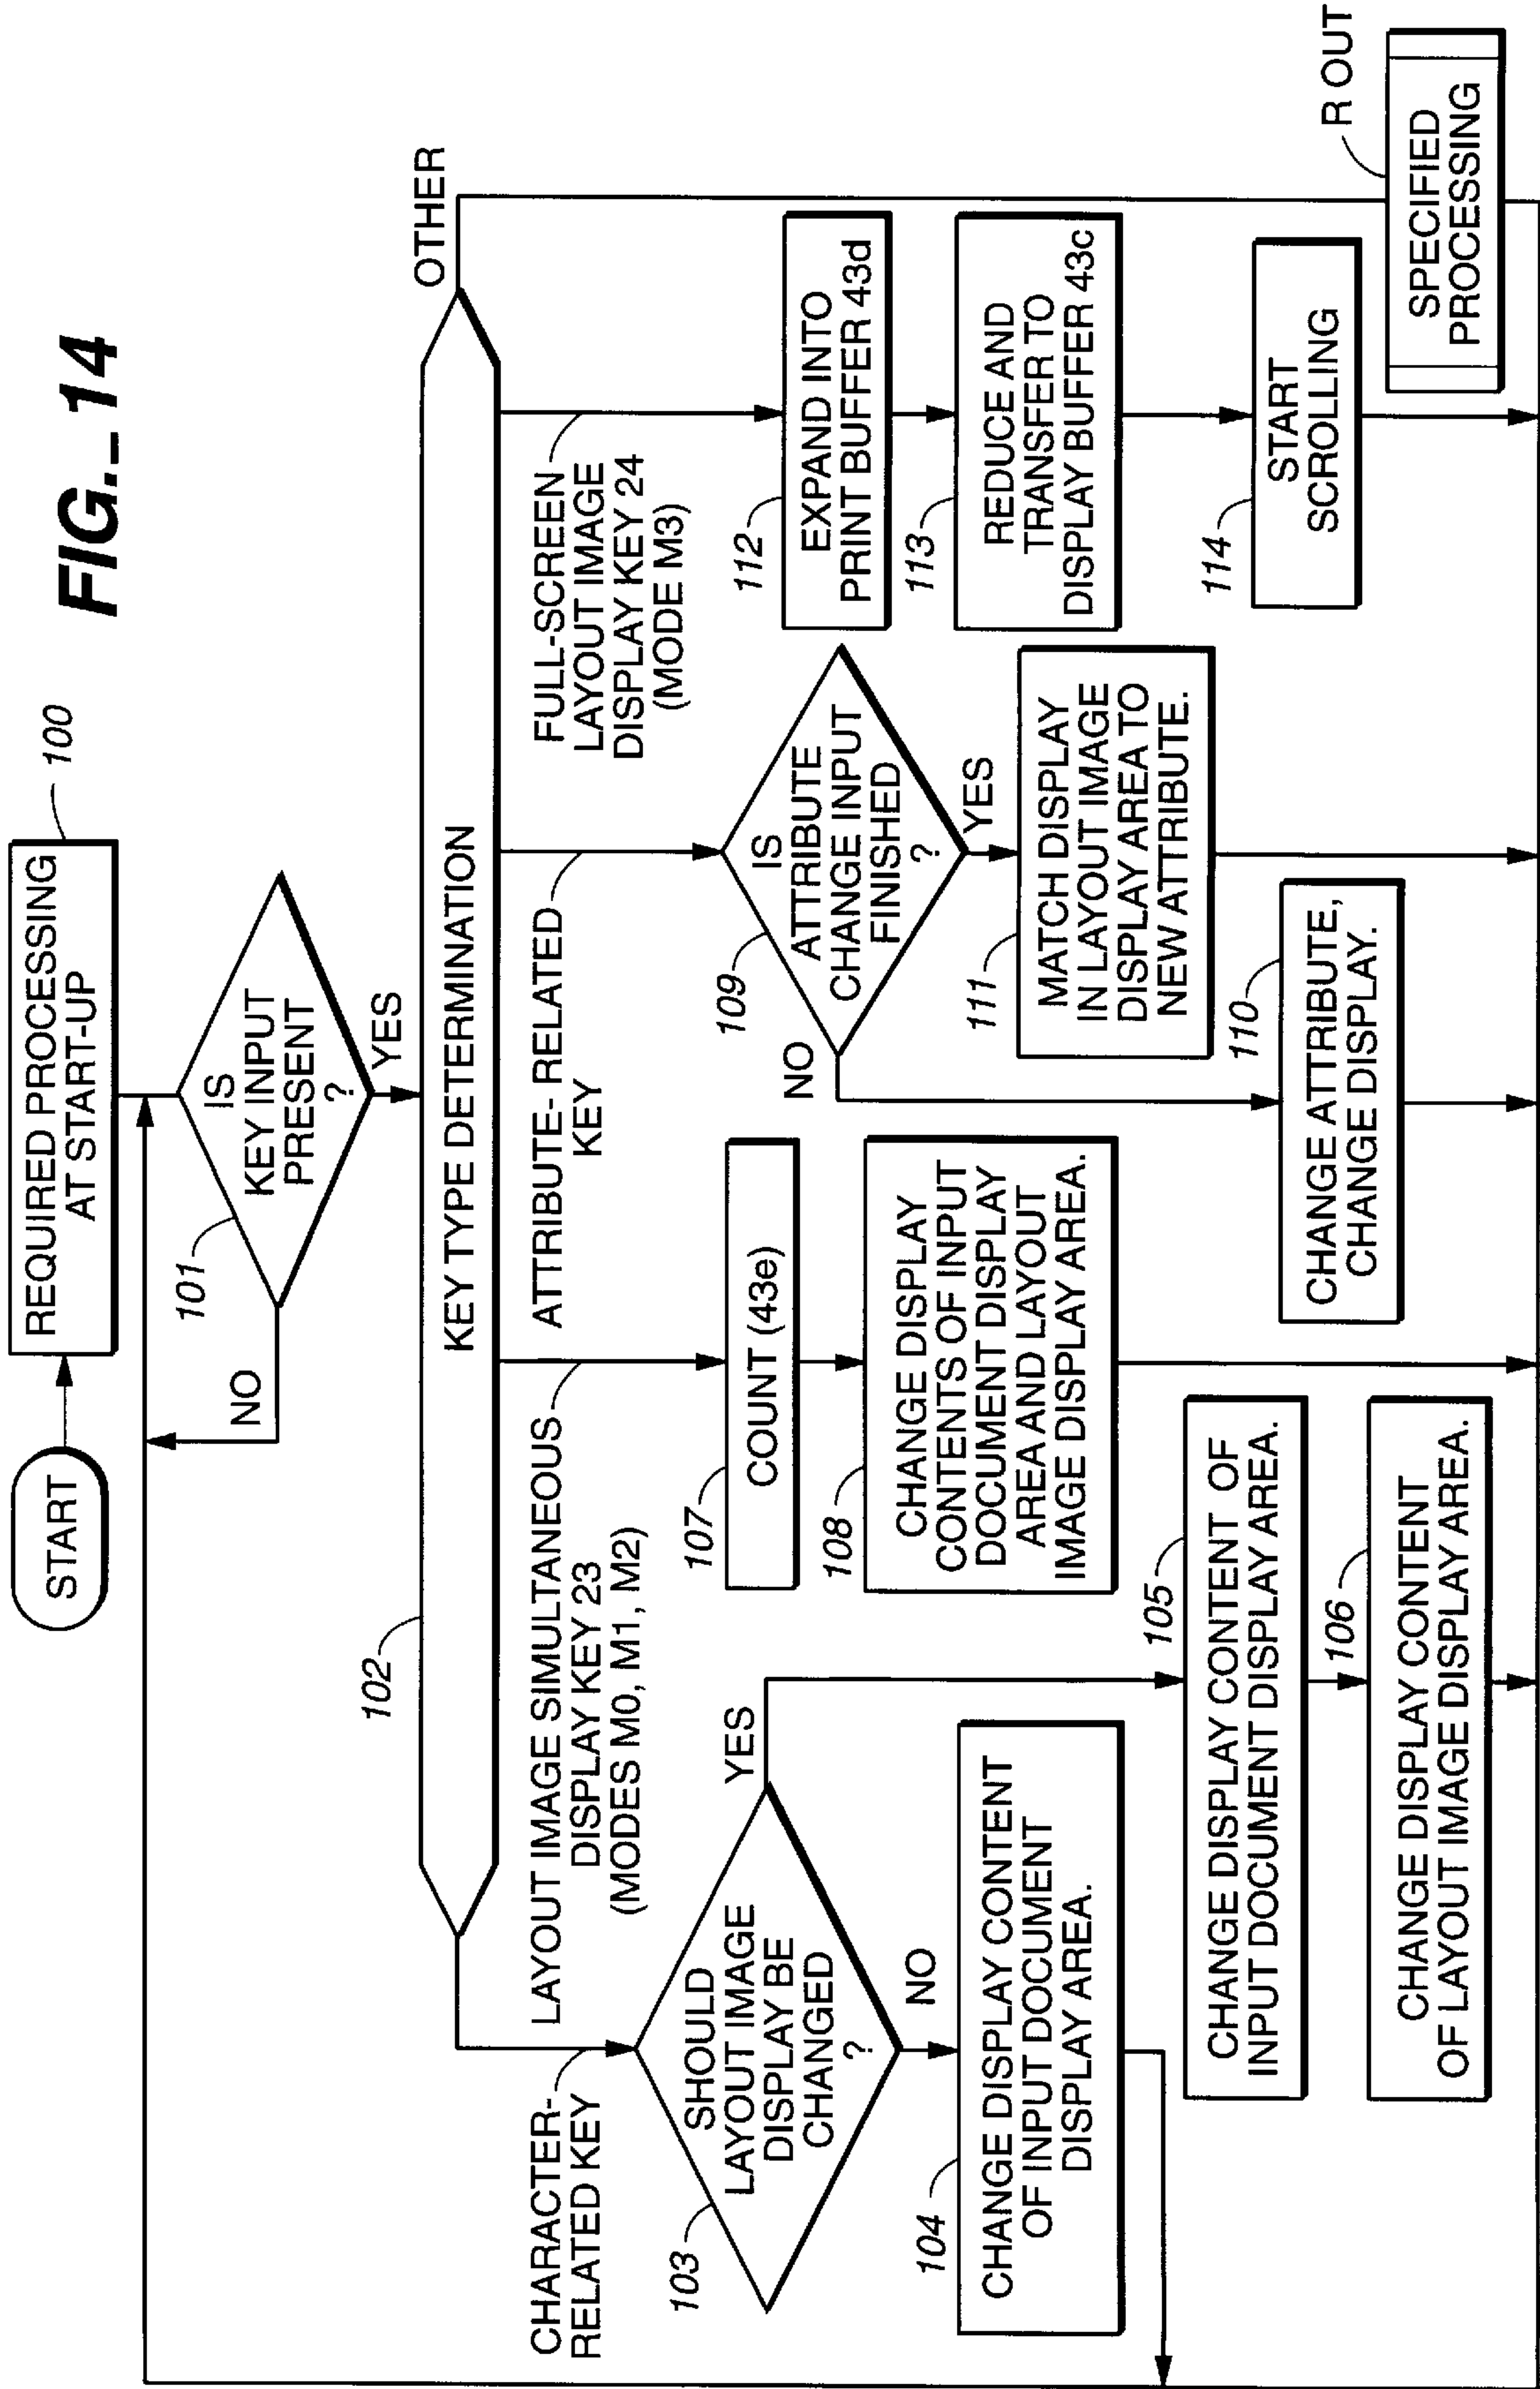 FIG._14
START
REQUIRED PROCESSING
AT START-UP
100
101
IS
KEY INPUT
PRESENT
?
NO
YES
102
KEY TYPE DETERMINATION
OTHER
CHARACTER-
RELATED KEY
LAYOUT IMAGE SIMULTANEOUS
DISPLAY KEY 23
(MODES M0, M1, M2)
ATTRIBUTE- RELATED
KEY
FULL-SCREEN
LAYOUT IMAGE
DISPLAY KEY 24
(MODE M3)
103
SHOULD
LAYOUT IMAGE
DISPLAY BE
CHANGED
?
YES
NO
104
CHANGE DISPLAY CONTENT
OF INPUT DOCUMENT
DISPLAY AREA.
105
CHANGE DISPLAY CONTENT OF
INPUT DOCUMENT DISPLAY AREA.
106
CHANGE DISPLAY CONTENT
OF LAYOUT IMAGE DISPLAY AREA.
107
COUNT (43e)
108
CHANGE DISPLAY
CONTENTS OF INPUT
DOCUMENT DISPLAY
AREA AND LAYOUT
IMAGE DISPLAY AREA.
109
IS
ATTRIBUTE
CHANGE INPUT
FINISHED
?
NO
YES
110
CHANGE ATTRIBUTE,
CHANGE DISPLAY.
111
MATCH DISPLAY
IN LAYOUT IMAGE
DISPLAY AREA TO
NEW ATTRIBUTE.
112
EXPAND INTO
PRINT BUFFER 43d
113
REDUCE AND
TRANSFER TO
DISPLAY BUFFER 43c
114
START
SCROLLING
R OUT
SPECIFIED
PROCESSING